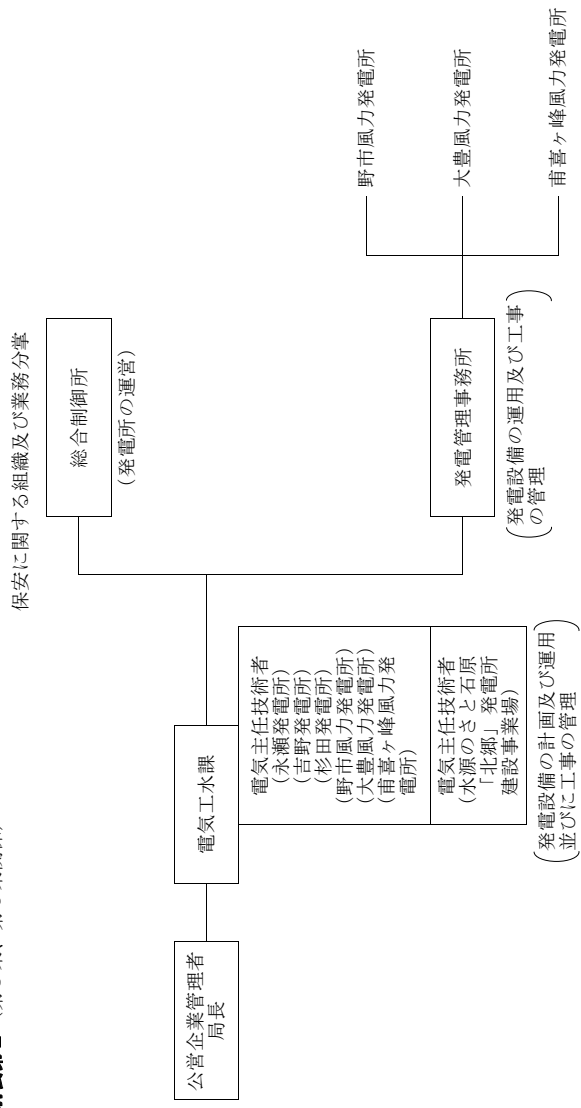 保安に関する組織及び業務分掌
公営企業管理者
局長
電気工水課
電気主任技術者
(永瀬発電所)
(吉野発電所)
(杉田発電所)
(野市風力発電所)
(大豊風力発電所)
(甫喜ヶ峰風力発
電所)
電気主任技術者
(水源のさと石原
「北郷」発電所
建設事業場)
(発電設備の計画及び運用
並びに工事の管理)
総合制御所
(発電所の運営)
発電管理事務所
(発電設備の運用及び工事
の管理)
野市風力発電所
大豊風力発電所
甫喜ヶ峰風力発電所